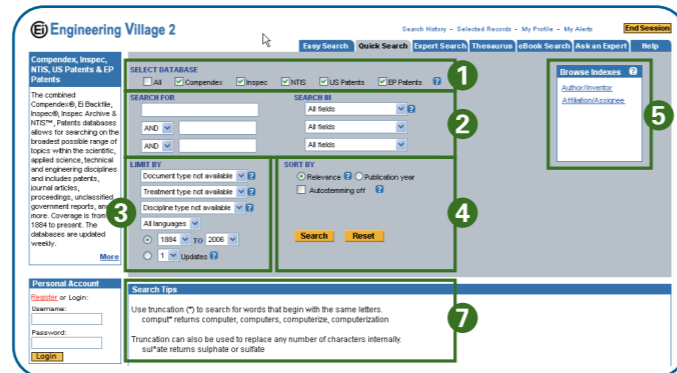 Ei Engineering Village 2
Search History - Selected Records - My Profile - My Alerts
End Session
Easy Search Quick Search Expert Search Thesaurus eBook Search Ask an Expert Help
Compendex, Inspec,
NTIS, US Patents & EP
Patents
The combined
Compendex®, Ei Backfile,
Inspec®, Inspec Archive &
NTIS™, Patents databases
allows for searching on the
broadest possible range of
topics within the scientific,
applied science, technical
and engineering disciplines
and includes patents,
journal articles,
proceedings, unclassified
government reports, and
more. Coverage is from
1884 to present. The
databases are updated
weekly.
More
SELECT DATABASE
All Compendex Inspec NTIS US Patents EP Patents ?
1
SEARCH FOR SEARCH IN
All fields ?
AND All fields
AND All fields
2
LIMIT BY
Document type not available ?
Treatment type not available ?
Discipline type not available ?
All languages
1884 TO 2006
1 Updates ?
3
SORT BY
Relevance ? Publication year
Autostemming off ?
Search Reset
4
Browse Indexes ?
Author/Inventor
Affiliation/Assignee
5
Personal Account
Register or Login:
Username:
Password:
Login
Search Tips
Use truncation (*) to search for words that begin with the same letters.
comput* returns computer, computers, computerize, computerization
Truncation can also be used to replace any number of characters internally.
sul*ate returns sulphate or sulfate
7